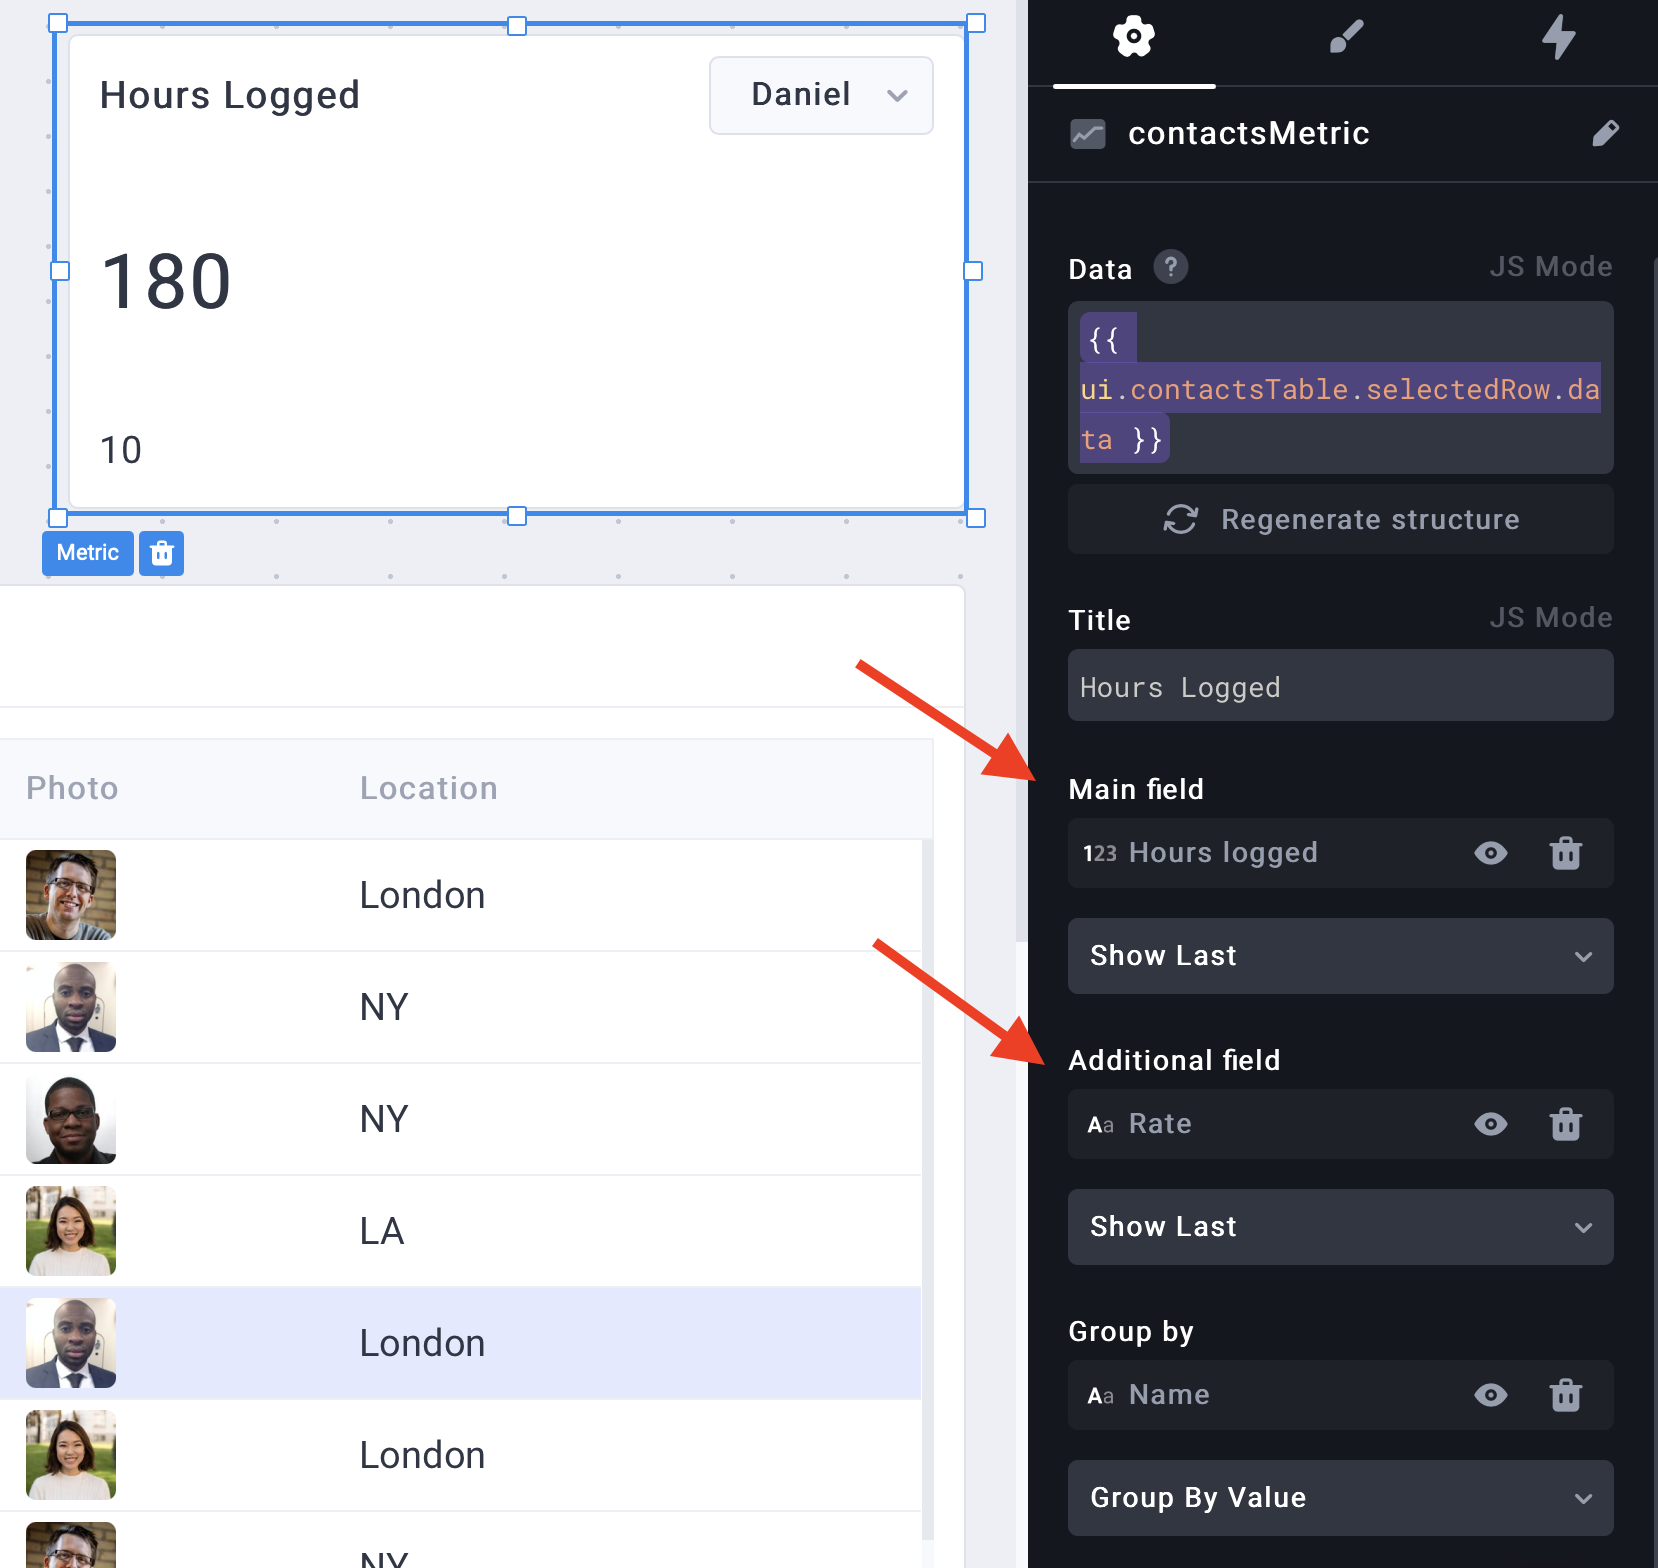 Hours Logged
Daniel
180
10
Metric
Photo
Location
London
NY
NY
LA
London
London
NY
contactsMetric
Data
?
JS Mode
{{
ui.contactsTable.selectedRow.da
ta }}
Regenerate structure
Title
JS Mode
Hours Logged
Main field
123 Hours logged
Show Last
Additional field
Aa Rate
Show Last
Group by
Aa Name
Group By Value